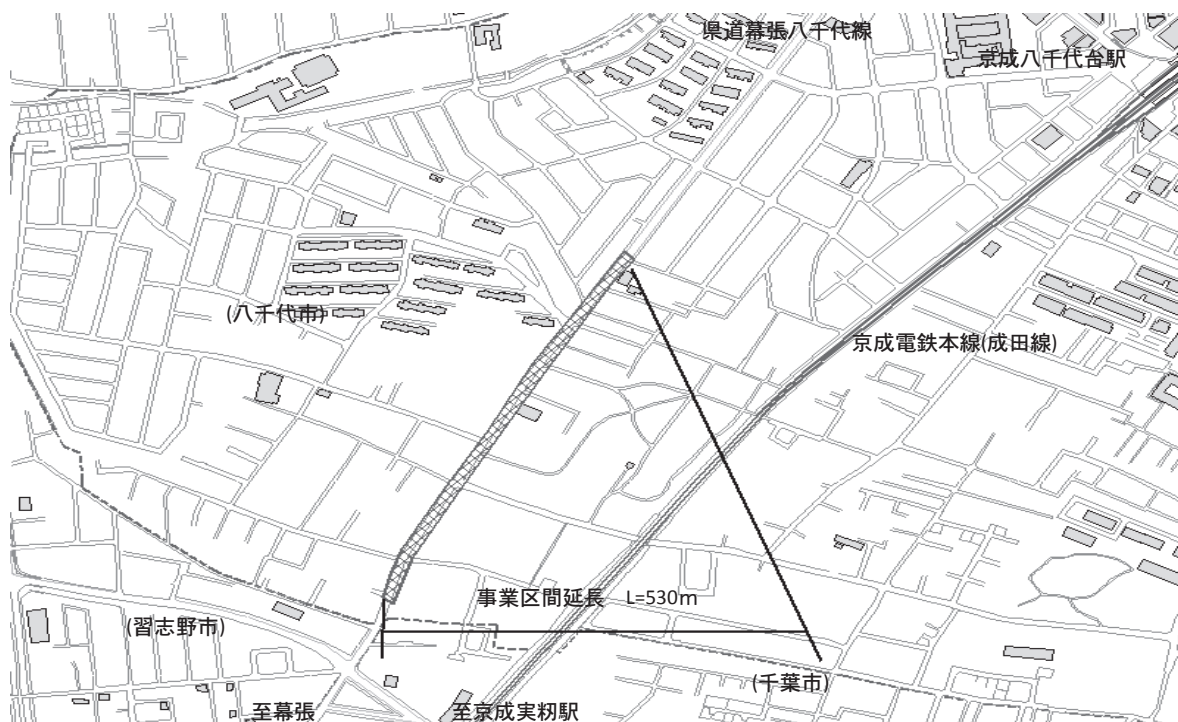 県道幕張八千代線
京成八千代台駅
(八千代市)
京成電鉄本線(成田線)
事業区間延長 L=530m
(習志野市)
(千葉市)
至幕張
至京成実籾駅